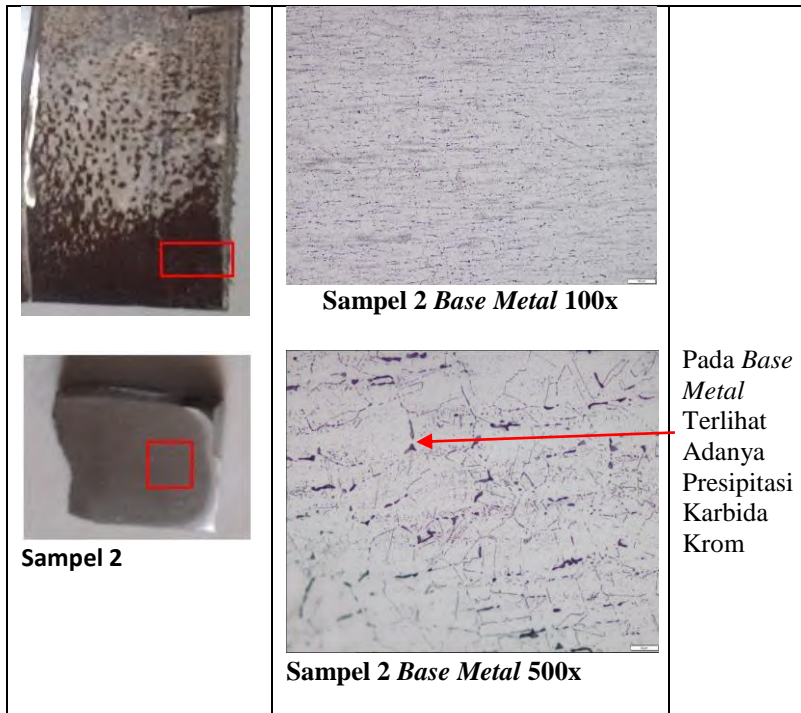 Sampel 2 Base Metal 100x
Sampel 2
Sampel 2 Base Metal 500x
Pada Base
Metal
Terlihat
Adanya
Presipitasi
Karbida
Krom